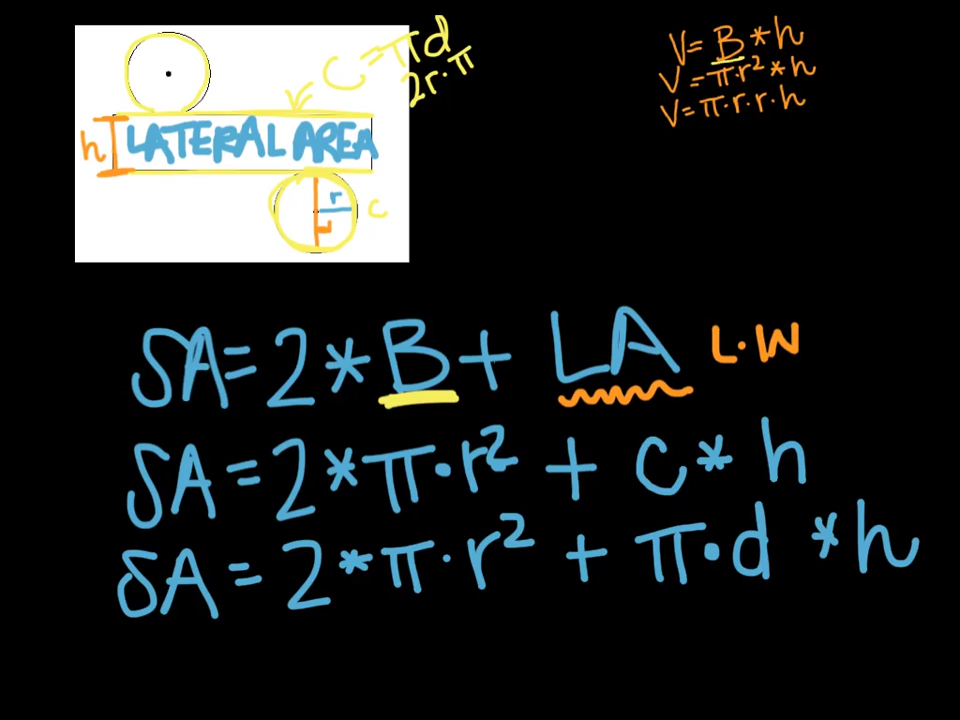 C=πd
2r·π
h
LATERAL AREA
r
d
c
V= B*h
V=π·r²*h
V=π·r·r·h
SA=2*B+ LA L·W
SA=2*π·r²+ c*h
SA=2*π·r²+ π·d *h